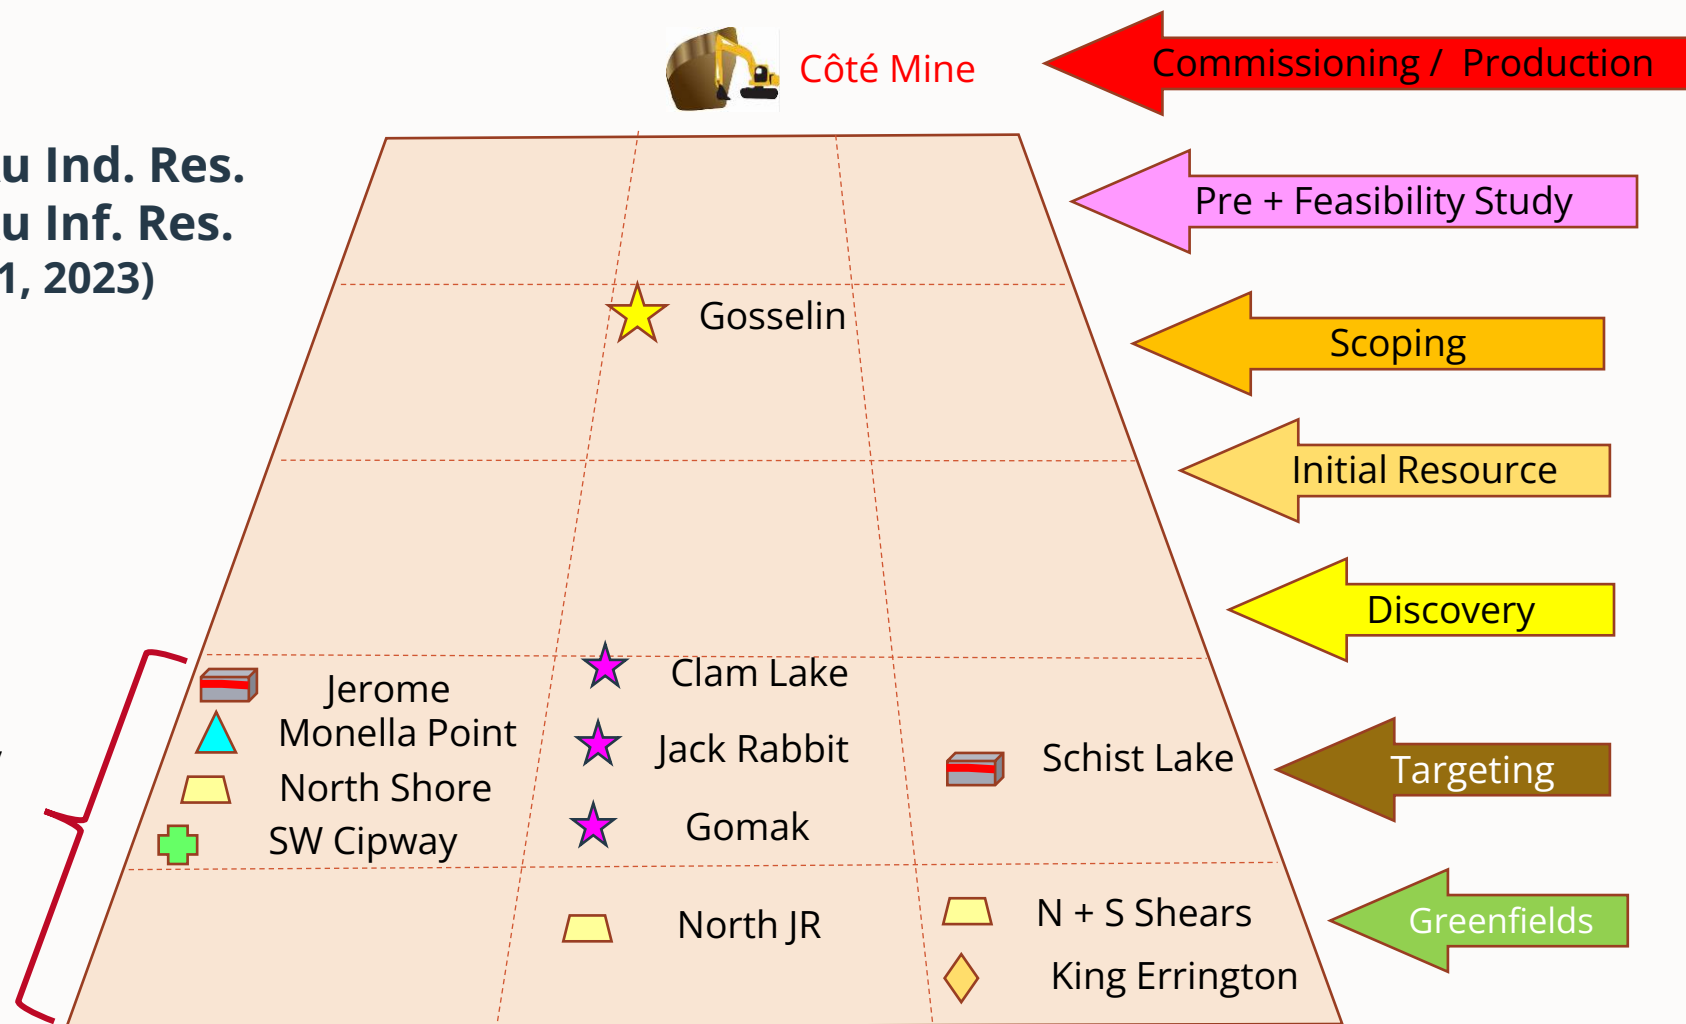 Côté Mine
Commissioning / Production
u Ind. Res.
u Inf. Res.
1, 2023)
Pre + Feasibility Study
Gosselin
Scoping
Initial Resource
Discovery
Jerome
Clam Lake
Monella Point
Jack Rabbit
Schist Lake
Targeting
North Shore
SW Cipway
Gomak
North JR
N + S Shears
Greenfields
King Errington